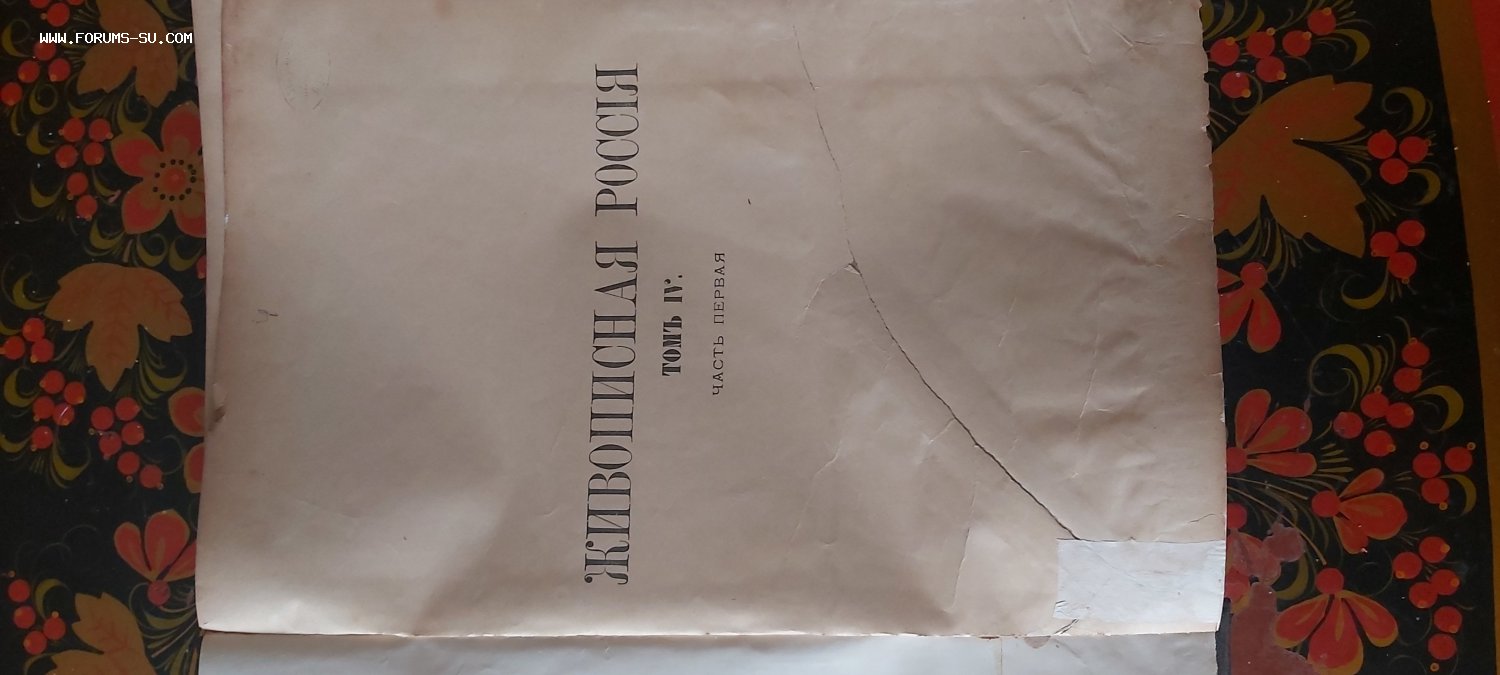 WWW.FORUMS-SU.COM
ЖИВОПИСНАЯ РОССІЯ
ТОМЪ IV.
ЧАСТЬ ПЕРВАЯ